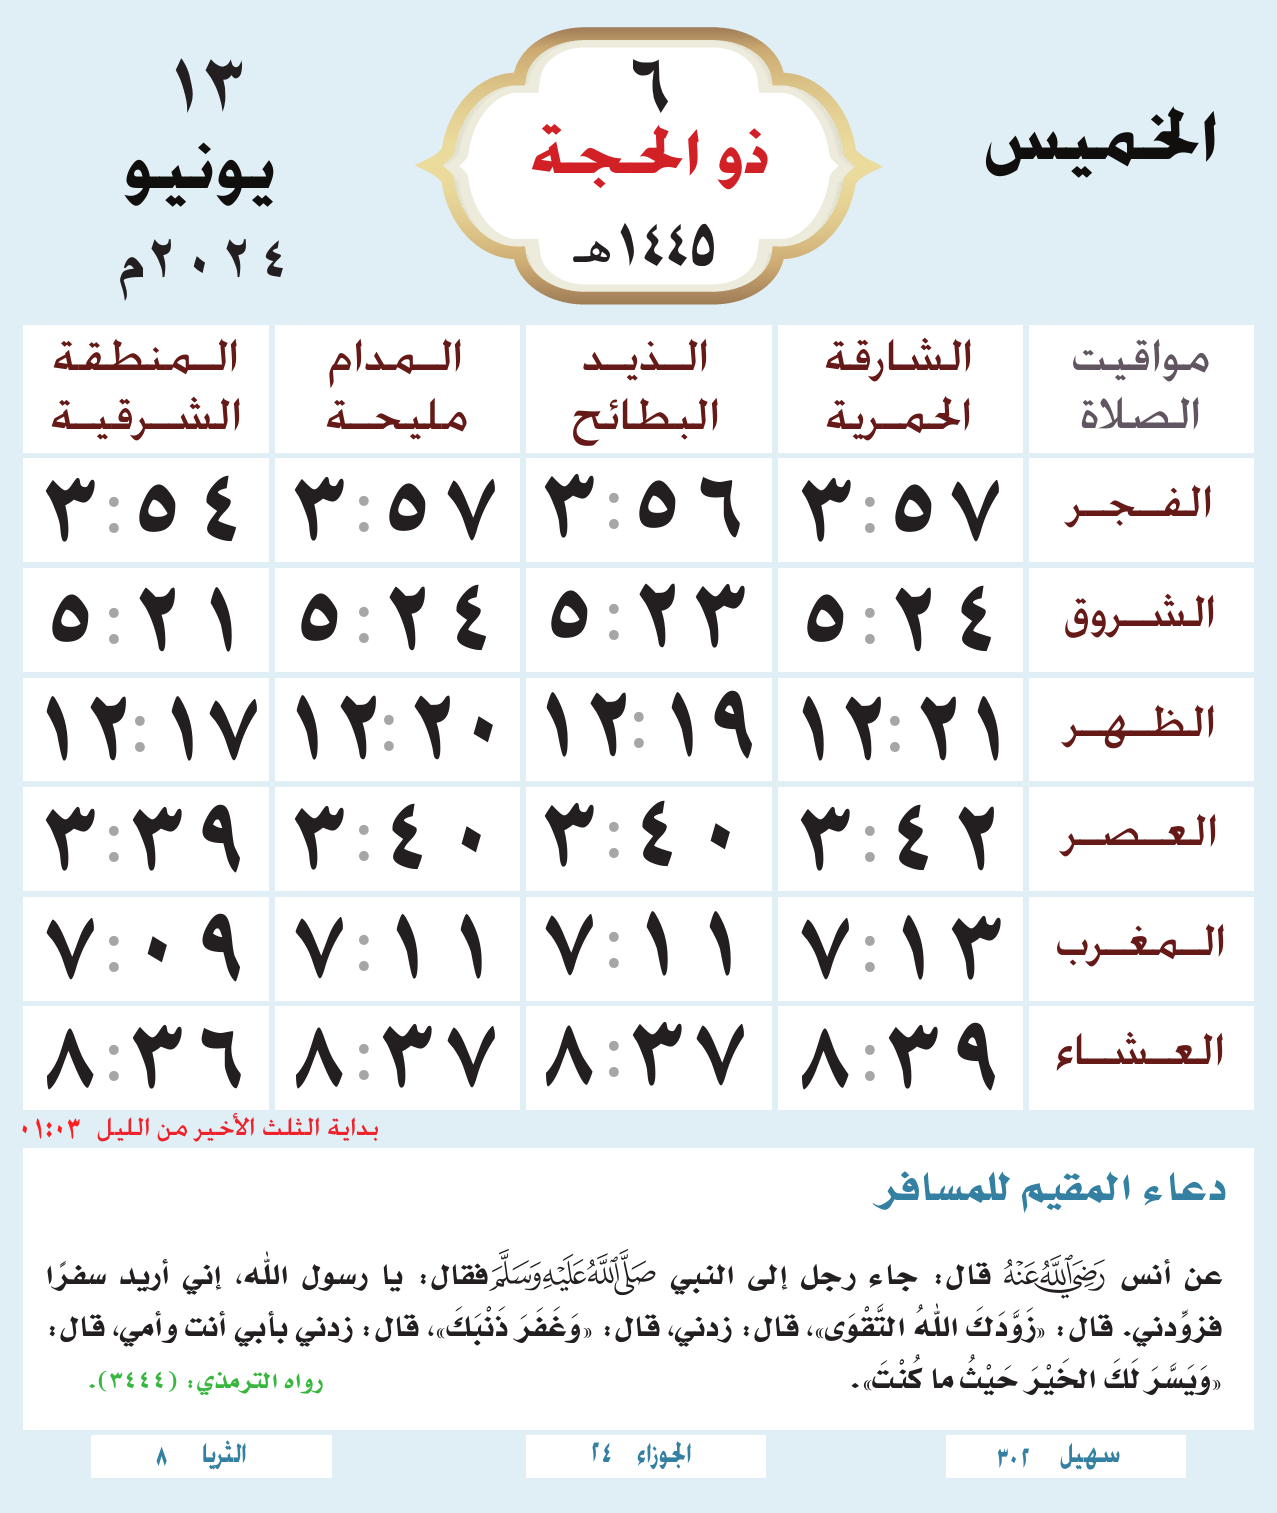 الخميس
٦
ذو الحجة
١٤٤٥هـ
١٣
يونيو
٢٠٢٤م
مواقيت الصلاة | الشارقة الحمرية | الذيد البطائح | المدام مليحة | المنطقة الشرقية
الفجر ٣:٥٧ ٣:٥٦ ٣:٥٧ ٣:٥٤
الشروق ٥:٢٤ ٥:٢٣ ٥:٢٤ ٥:٢١
الظهر ١٢:٢١ ١٢:١٩ ١٢:٢٠ ١٢:١٧
العصر ٣:٤٢ ٣:٤٠ ٣:٤٠ ٣:٣٩
المغرب ٧:١٣ ٧:١١ ٧:١١ ٧:٠٩
العشاء ٨:٣٩ ٨:٣٧ ٨:٣٧ ٨:٣٦
بداية الثلث الأخير من الليل ٠١:٠٣
دعاء المقيم للمسافر
عن أنس رَضِيَ اللَّهُ عَنْهُ قال: جاء رجل إلى النبي صَلَّى اللَّهُ عَلَيْهِ وَسَلَّمَ فقال: يا رسول الله، إني أريد سفرًا
فزوِّدني. قال: «زَوَّدَكَ اللهُ التَّقْوَى»، قال: زدني، قال: «وَغَفَرَ ذَنْبَكَ»، قال: زدني بأبي أنت وأمي، قال:
«وَيَسَّرَ لَكَ الخَيْرَ حَيْثُ ما كُنْتَ».
رواه الترمذي: (٣٤٤٤).
سهيل ٣٠٢
الجوزاء ٢٤
الثريا ٨